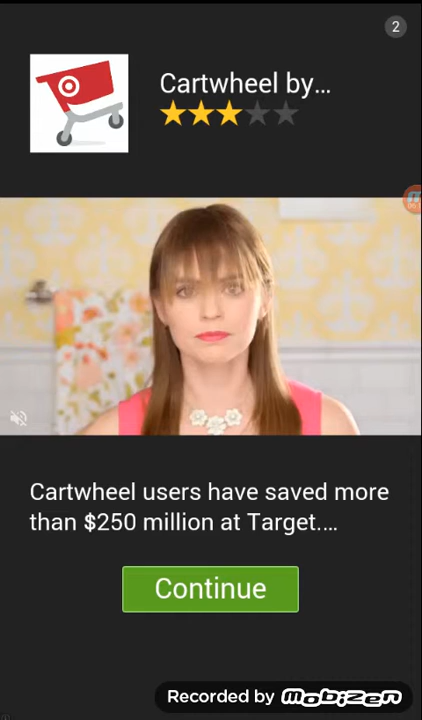 2
Cartwheel by...
Cartwheel users have saved more
than $250 million at Target....
Continue
Recorded by mobizen